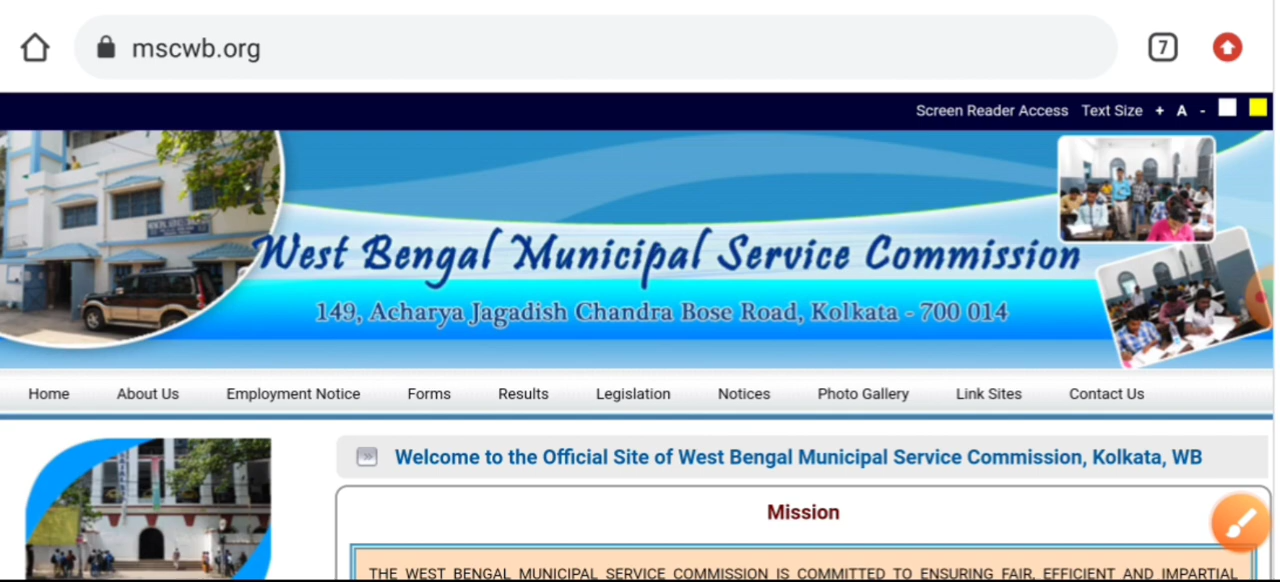 mscwb.org
7
Screen Reader Access Text Size + A -
West Bengal Municipal Service Commission
149, Acharya Jagadish Chandra Bose Road, Kolkata - 700 014
Home About Us Employment Notice Forms Results Legislation Notices Photo Gallery Link Sites Contact Us
Welcome to the Official Site of West Bengal Municipal Service Commission, Kolkata, WB
Mission
THE WEST BENGAL MUNICIPAL SERVICE COMMISSION IS COMMITTED TO ENSURING FAIR, EFFICIENT AND IMPARTIAL